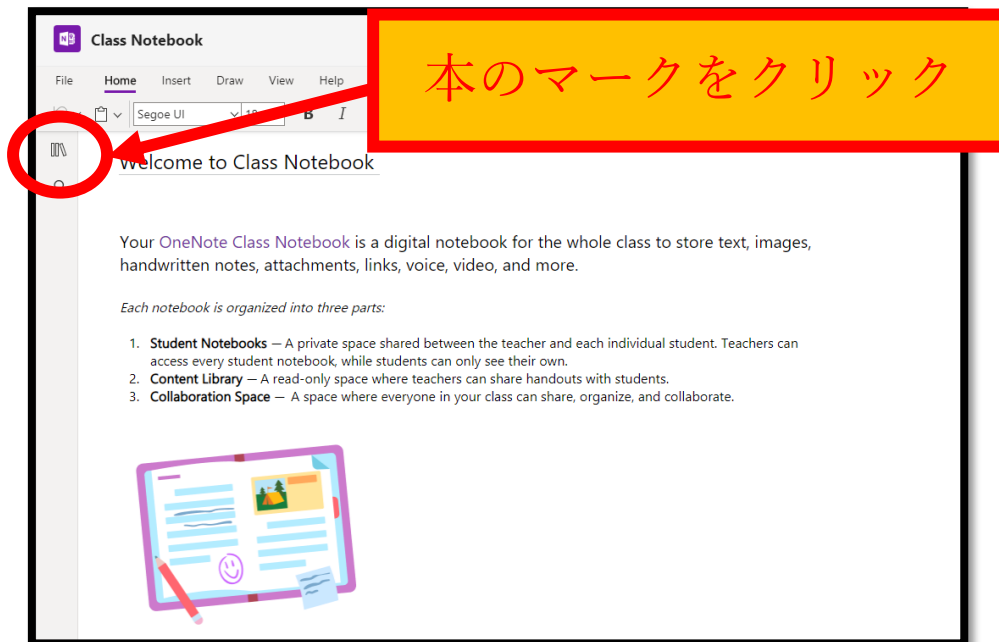 Class Notebook
本のマークをクリック
File Home Insert Draw View Help
Segoe UI B I
Welcome to Class Notebook
Your OneNote Class Notebook is a digital notebook for the whole class to store text, images,
handwritten notes, attachments, links, voice, video, and more.
Each notebook is organized into three parts:
1. Student Notebooks — A private space shared between the teacher and each individual student. Teachers can
access every student notebook, while students can only see their own.
2. Content Library — A read-only space where teachers can share handouts with students.
3. Collaboration Space — A space where everyone in your class can share, organize, and collaborate.